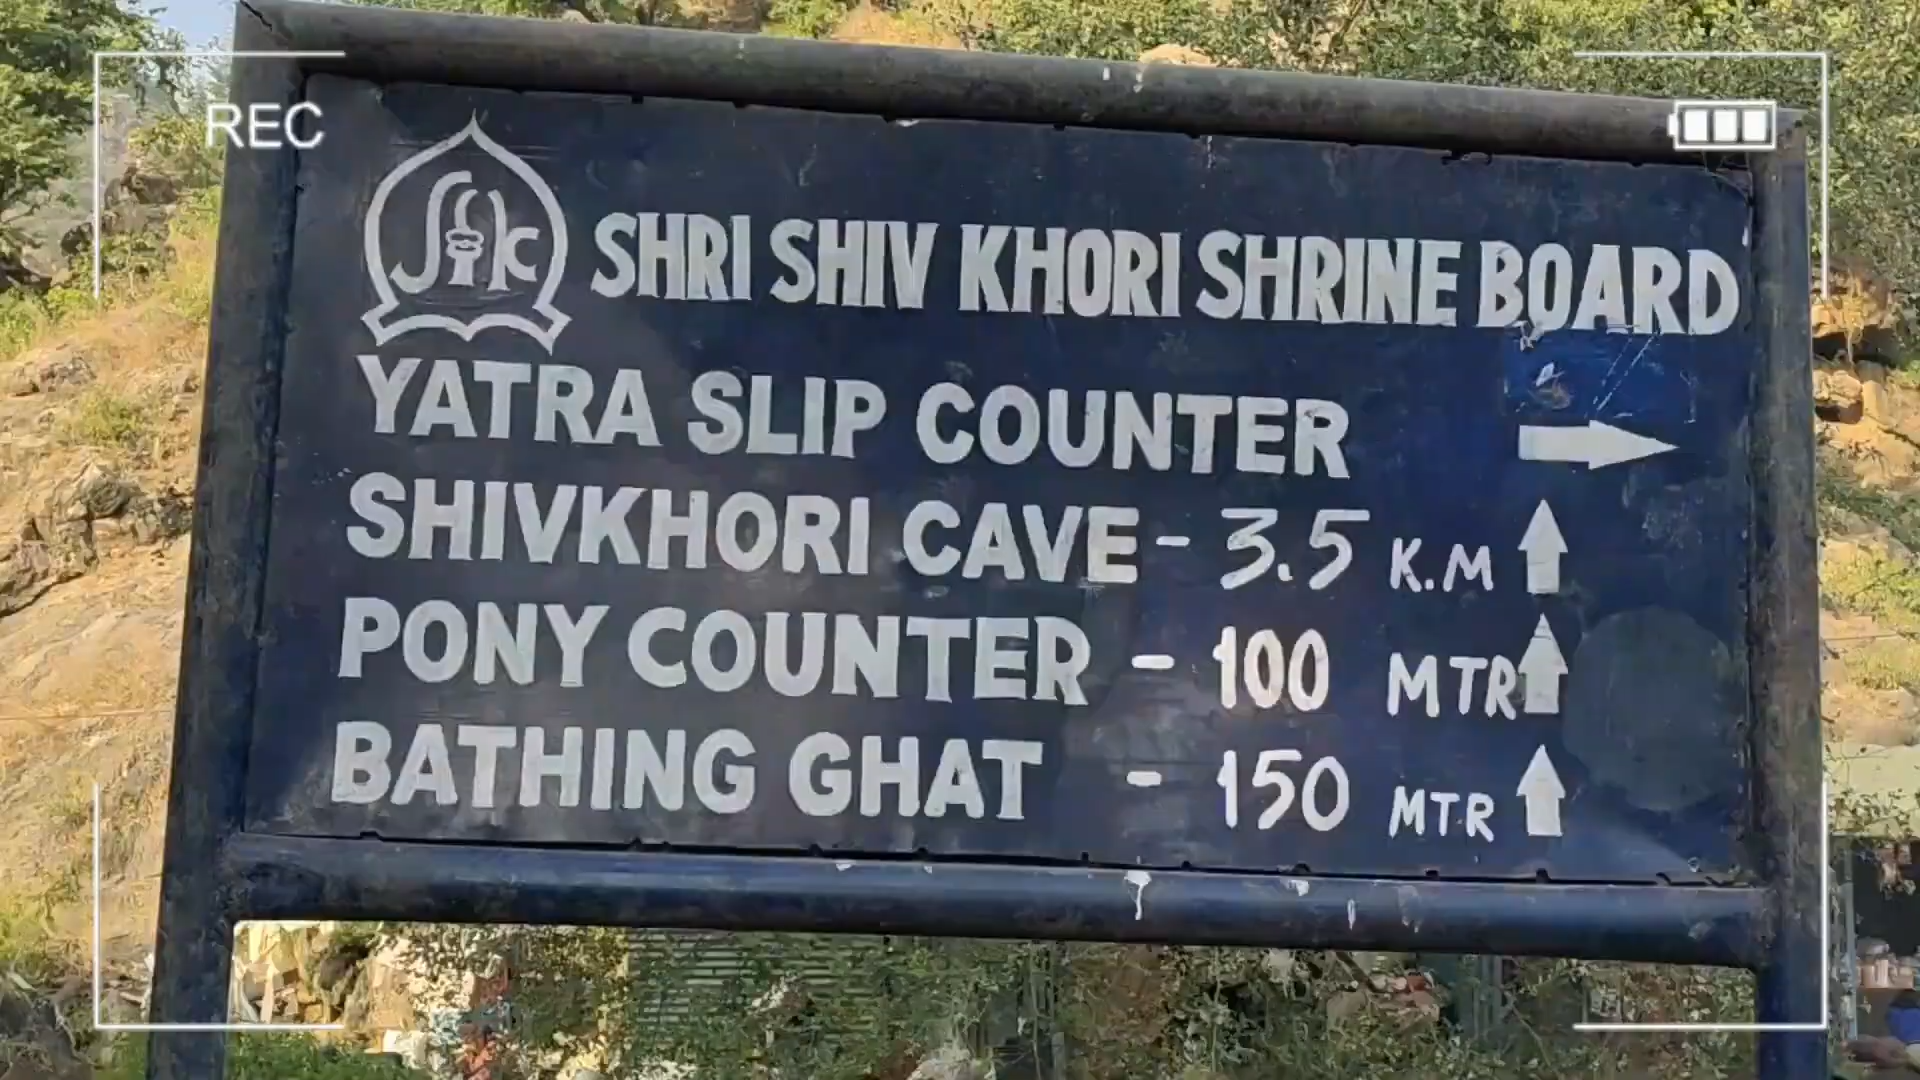 REC
SHRI SHIV KHORI SHRINE BOARD
YATRA SLIP COUNTER
SHIVKHORI CAVE - 3.5 K.M
PONY COUNTER - 100 MTR
BATHING GHAT - 150 MTR